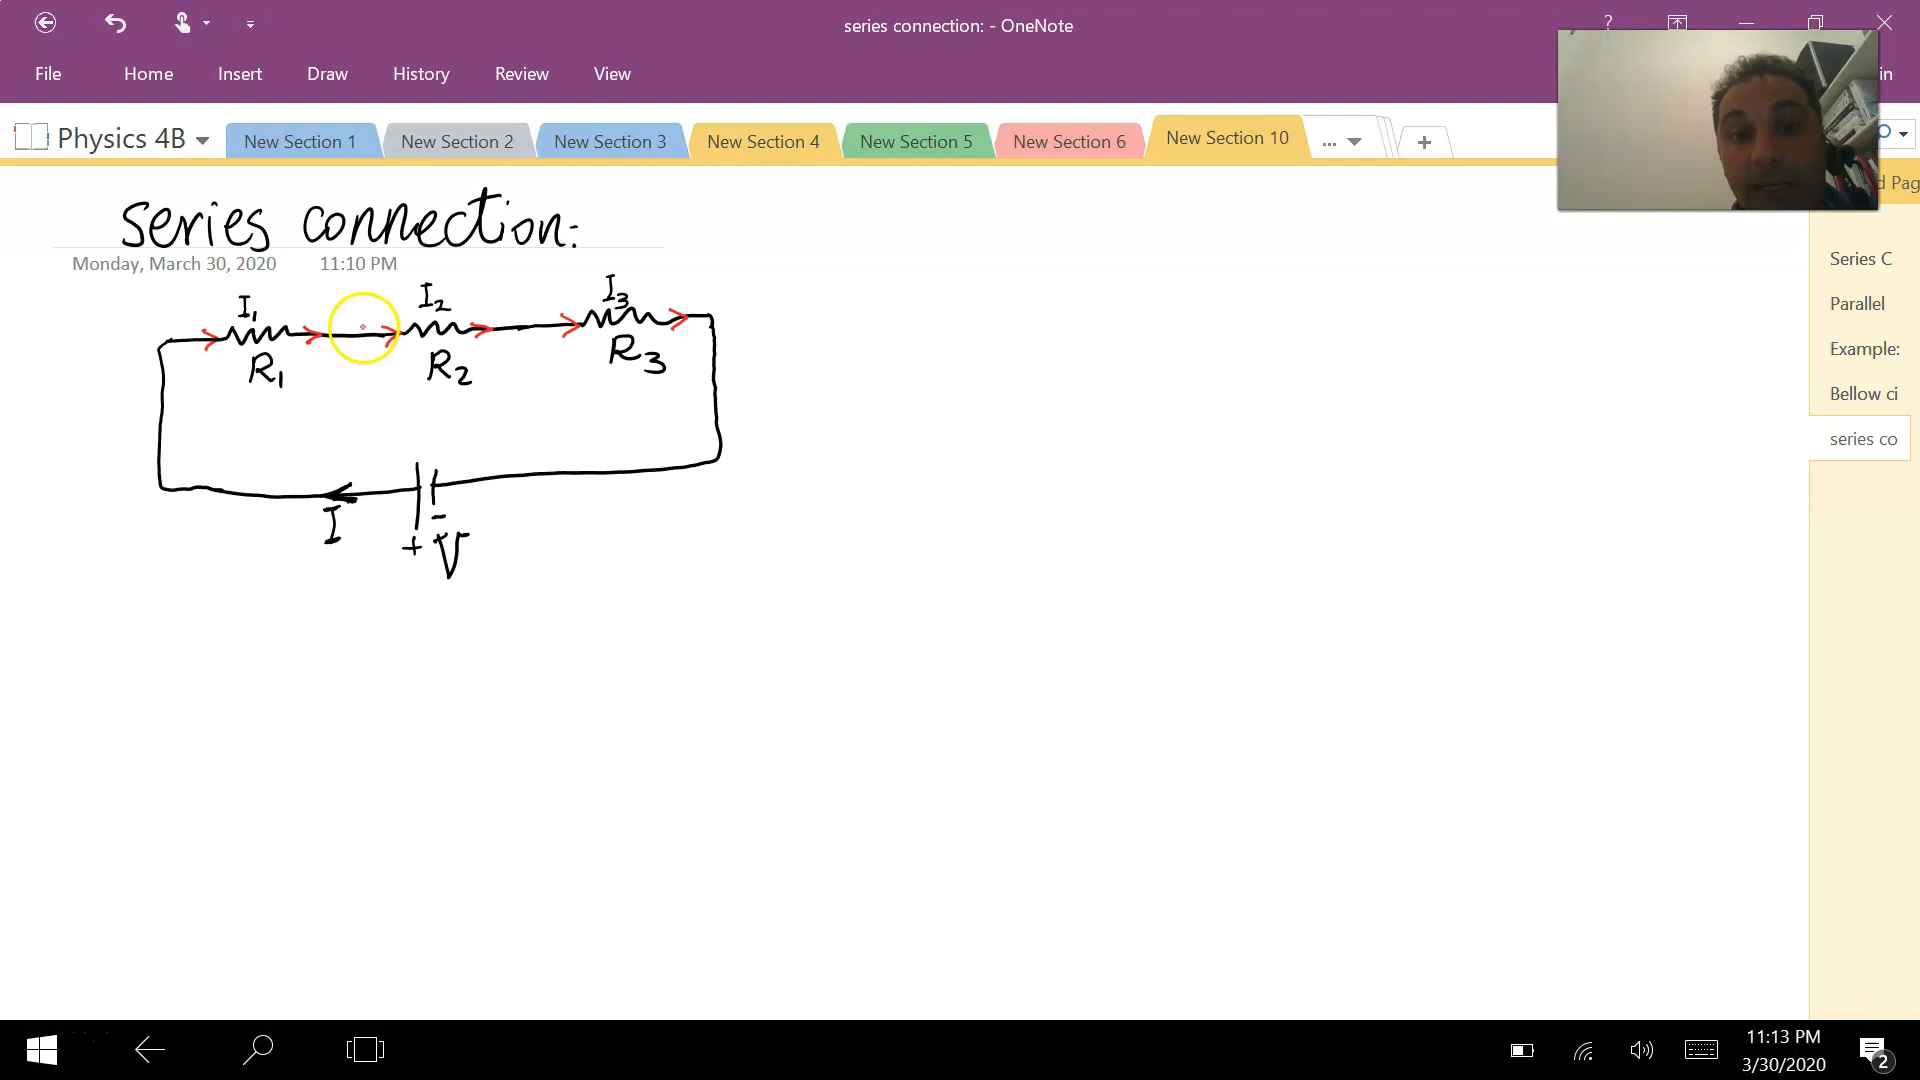 series connection: - OneNote
?
File Home Insert Draw History Review View
in
Physics 4B New Section 1 New Section 2 New Section 3 New Section 4 New Section 5 New Section 6 New Section 10 ... +
d Pag
series connection:
Monday, March 30, 2020 11:10 PM
I1 I2 I3
R1 R2 R3
I
-
+ V
Series C
Parallel
Example:
Bellow ci
series co
11:13 PM
3/30/2020
2